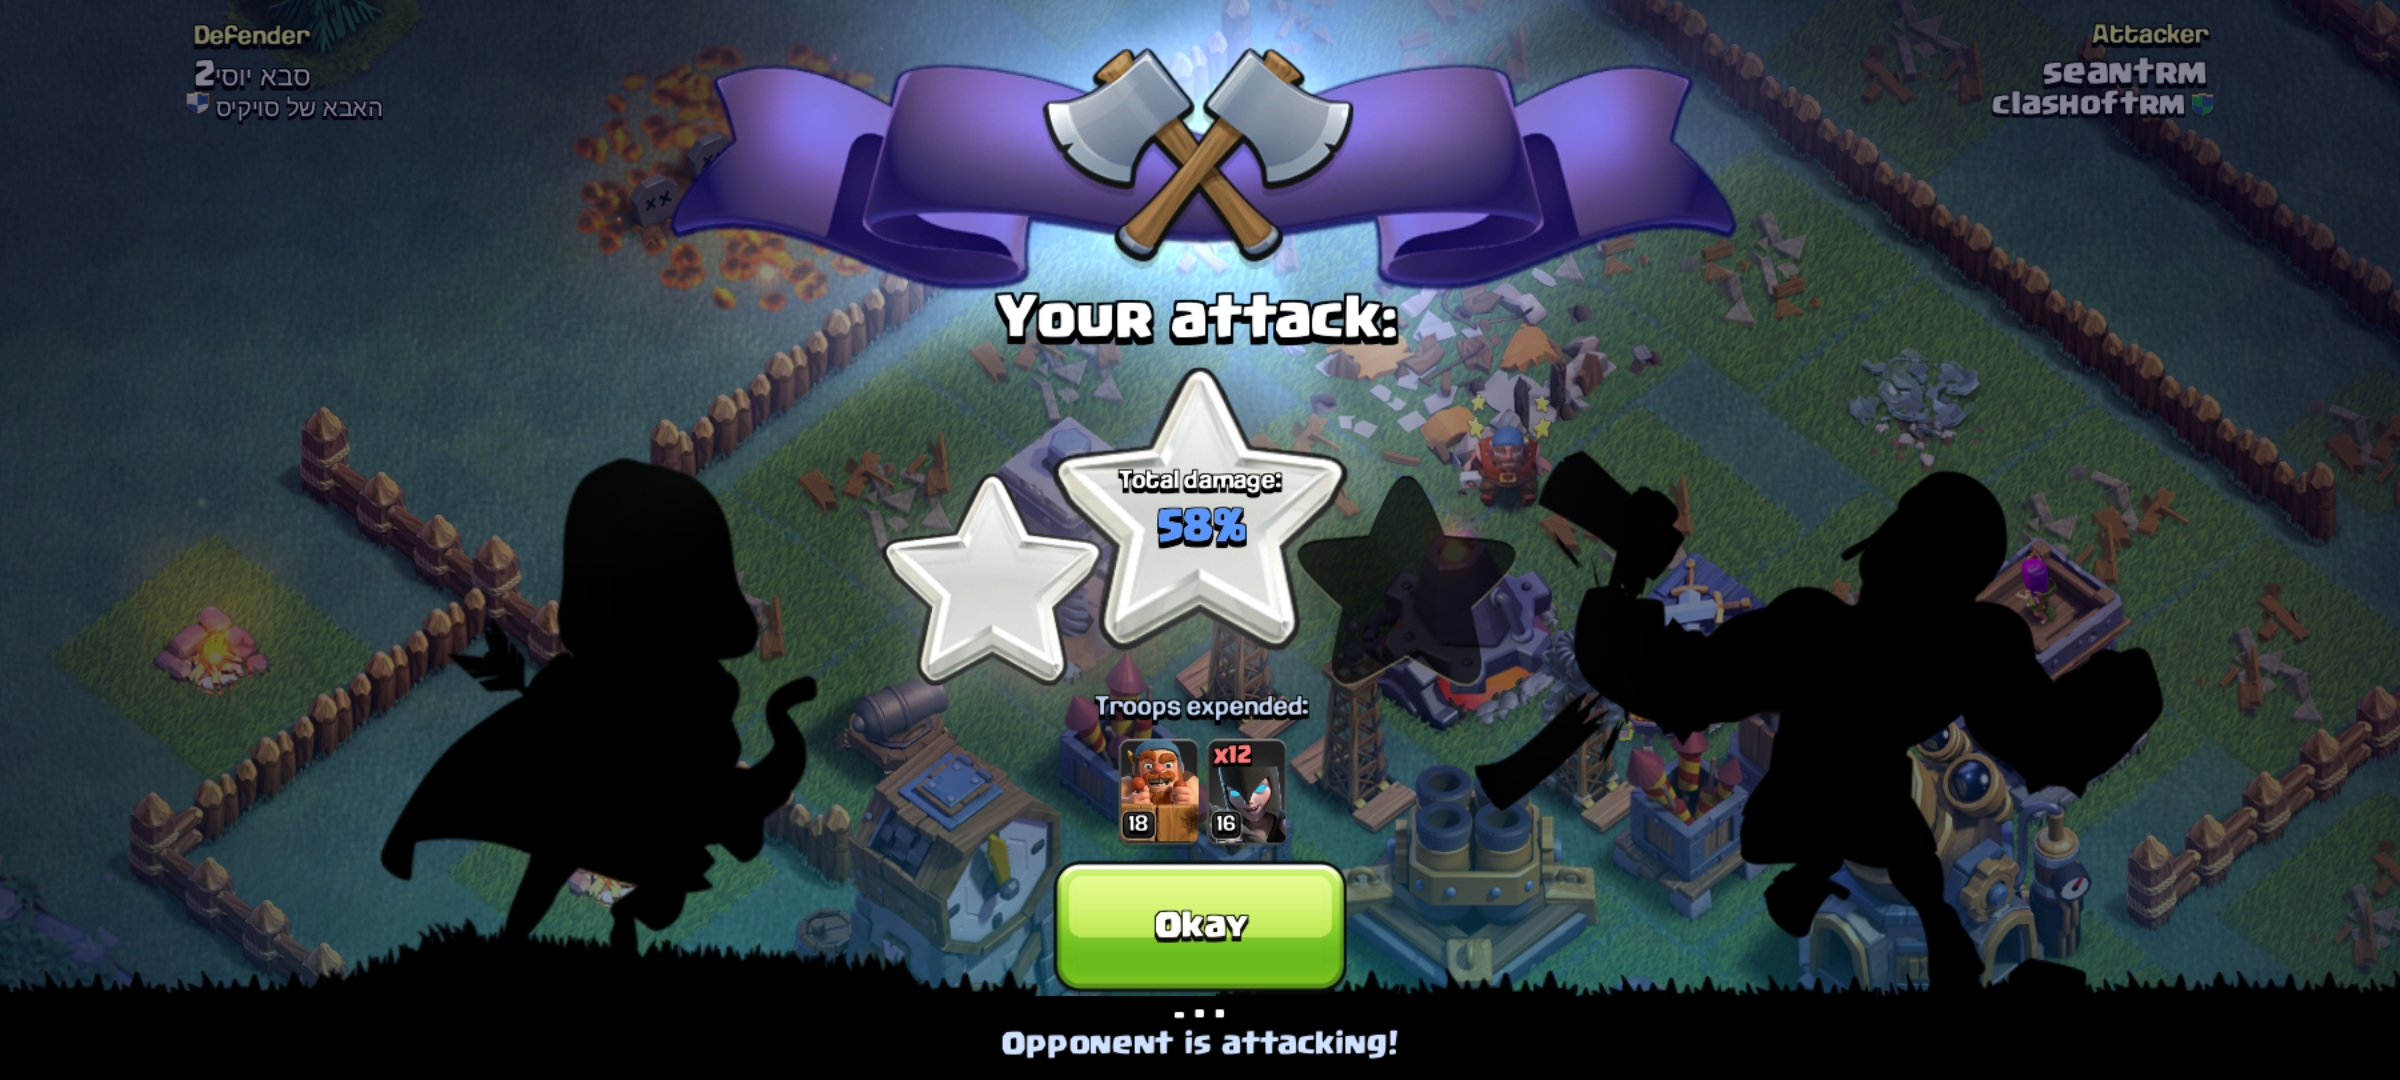 Defender
סבא יוסי2
האבא של סויקיס
Attacker
seantRM
clashoftRM
Your attack:
Total damage:
58%
Troops expended:
x12
18
16
Okay
...
Opponent is attacking!